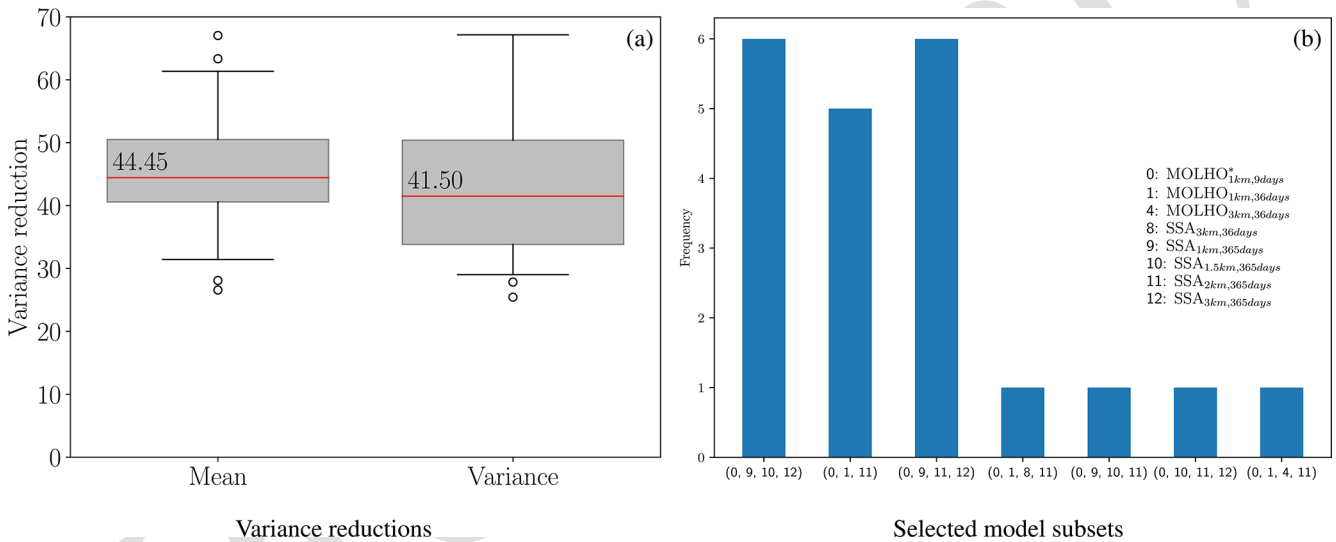 (a)
Variance reduction
70
60
50
40
30
20
10
0
44.45
41.50
Mean Variance
Variance reductions
(b)
Frequency
6
5
4
3
2
1
0
0: MOLHO*1km,9days
1: MOLHO1km,36days
4: MOLHO3km,36days
8: SSA3km,36days
9: SSA1km,365days
10: SSA1.5km,365days
11: SSA2km,365days
12: SSA3km,365days
(0, 9, 10, 12) (0, 1, 11) (0, 9, 11, 12) (0, 1, 8, 11) (0, 9, 10, 11) (0, 10, 11, 12) (0, 1, 4, 11)
Selected model subsets